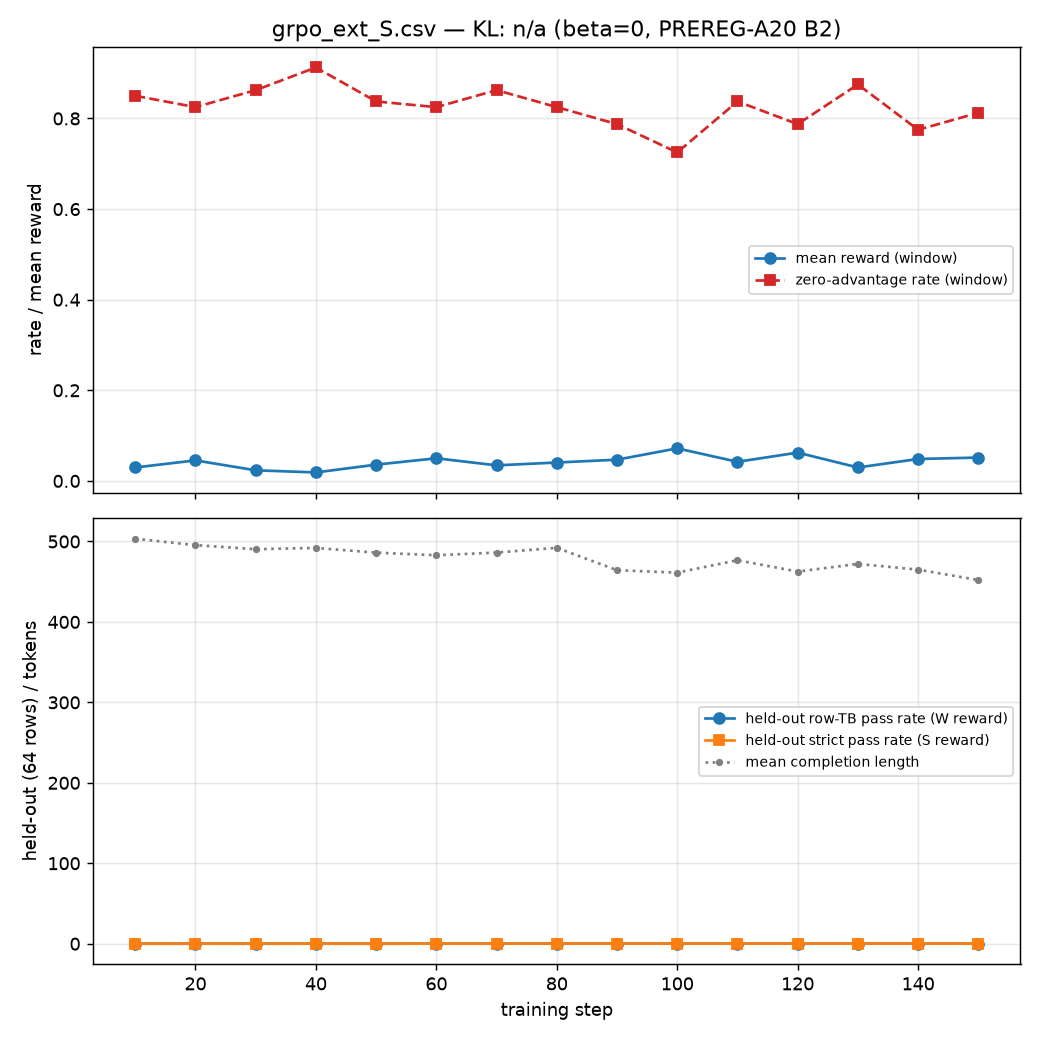 grpo_ext_S.csv — KL: n/a (beta=0, PREREG-A20 B2)
rate / mean reward
0.8
0.6
0.4
0.2
0.0
mean reward (window)
zero-advantage rate (window)
held-out (64 rows) / tokens
500
400
300
200
100
0
held-out row-TB pass rate (W reward)
held-out strict pass rate (S reward)
mean completion length
20 40 60 80 100 120 140
training step